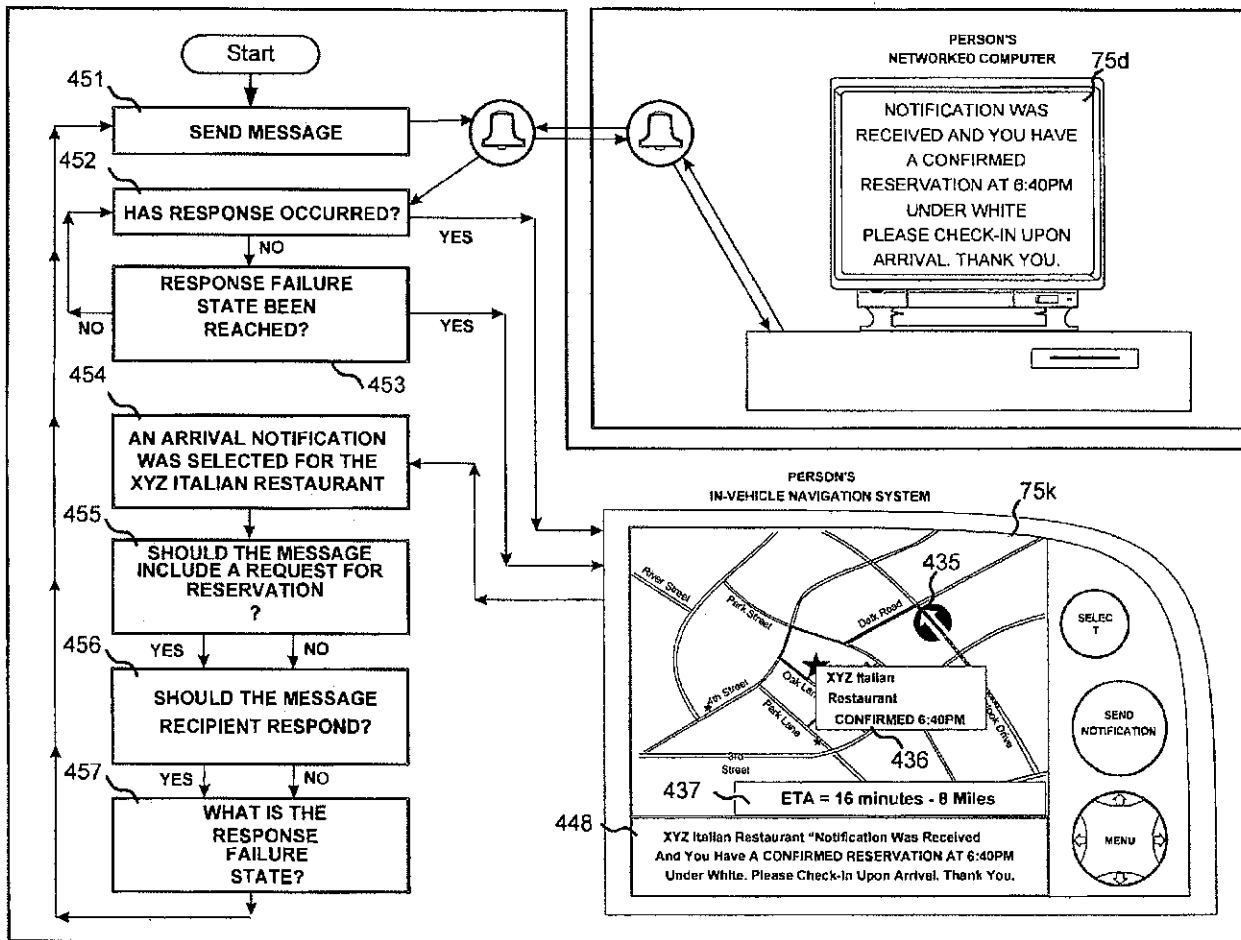 Start
451
SEND MESSAGE
452
HAS RESPONSE OCCURRED?
YES
NO
RESPONSE FAILURE
STATE BEEN
REACHED?
NO
YES
453
454
AN ARRIVAL NOTIFICATION
WAS SELECTED FOR THE
XYZ ITALIAN RESTAURANT
455
SHOULD THE MESSAGE
INCLUDE A REQUEST FOR
RESERVATION
?
YES
NO
456
SHOULD THE MESSAGE
RECIPIENT RESPOND?
YES
NO
457
WHAT IS THE
RESPONSE
FAILURE
STATE?
PERSON'S
NETWORKED COMPUTER
75d
NOTIFICATION WAS
RECEIVED AND YOU HAVE
A CONFIRMED
RESERVATION AT 6:40PM
UNDER WHITE
PLEASE CHECK-IN UPON
ARRIVAL. THANK YOU.
PERSON'S
IN-VEHICLE NAVIGATION SYSTEM
75k
435
River Street
Park Street
Delk Road
Oak Lan
XYZ Italian
Restaurant
CONFIRMED 6:40PM
7th Street
Park Lane
ook Drive
3rd
Street
436
437
ETA = 16 minutes - 8 Miles
448
XYZ Italian Restaurant "Notification Was Received
And You Have A CONFIRMED RESERVATION AT 6:40PM
Under White. Please Check-In Upon Arrival. Thank You.
SELEC
T
SEND
NOTIFICATION
MENU